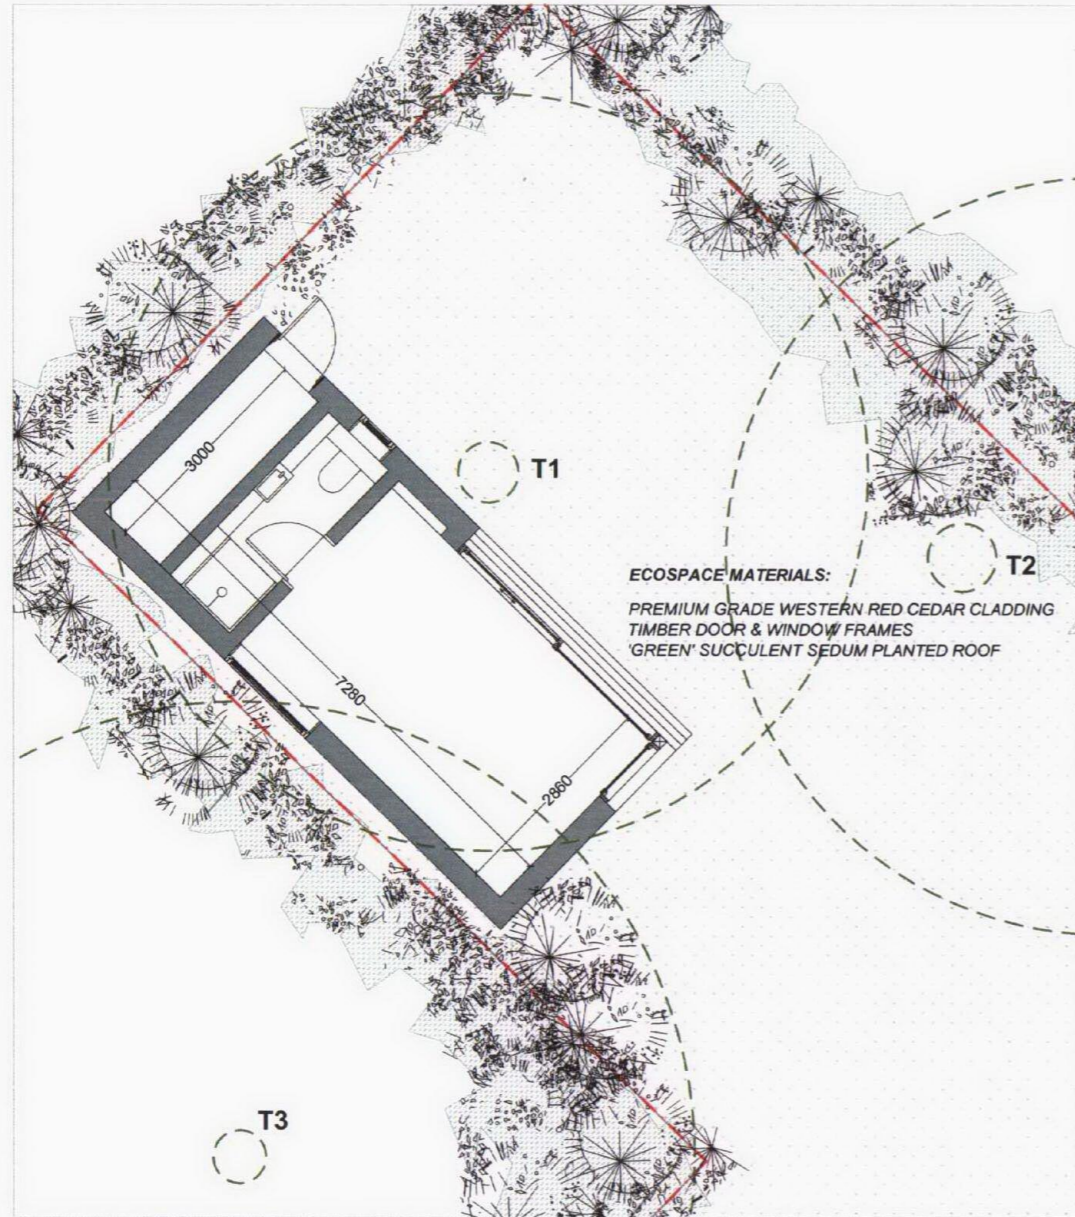 3000
T1
T2
ECOSPACE MATERIALS:
PREMIUM GRADE WESTERN RED CEDAR CLADDING
TIMBER DOOR & WINDOW FRAMES
'GREEN' SUCCULENT SEDUM PLANTED ROOF
7280
2860
T3